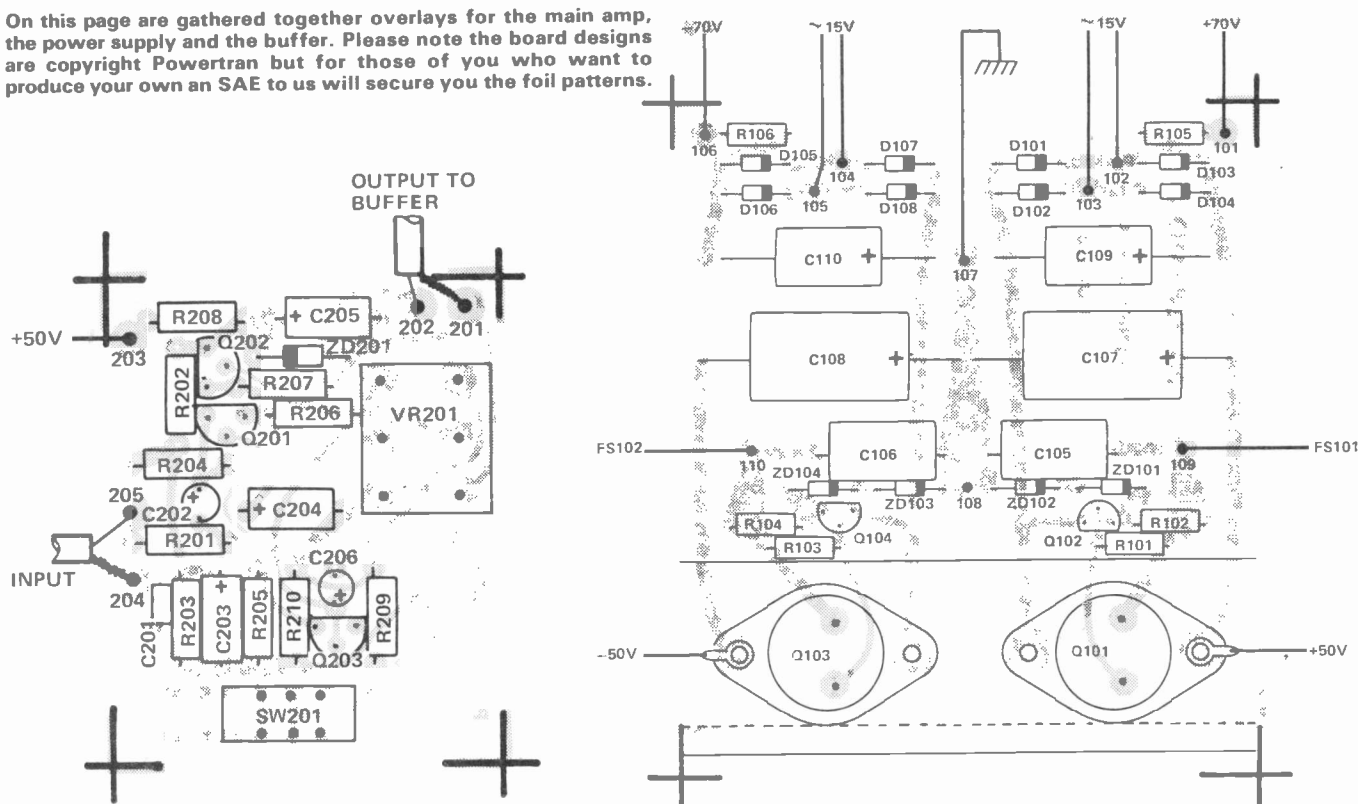 On this page are gathered together overlays for the main amp,
the power supply and the buffer. Please note the board designs
are copyright Powertran but for those of you who want to
produce your own an SAE to us will secure you the foil patterns.
OUTPUT TO
BUFFER
R208
+ C205
202
201
+50V
203
Q202
ZD201
R202
R207
R206
VR201
Q201
R204
205
C202
+
+ C204
R201
INPUT
C206
204
C201
R203
C203 +
R205
R210
+
R209
Q203
SW201
+70V
~15V
~15V
+70V
106
R106
R105
101
D105
D107
D101
D103
104
102
D106
105
D108
D102
103
D104
C110 +
C109 +
107
C108 +
C107 +
FS102
110
C106
C105
109
FS101
ZD104
ZD103
108
ZD102
ZD101
R104
R103
Q104
Q102
R102
R101
-50V
Q103
Q101
+50V